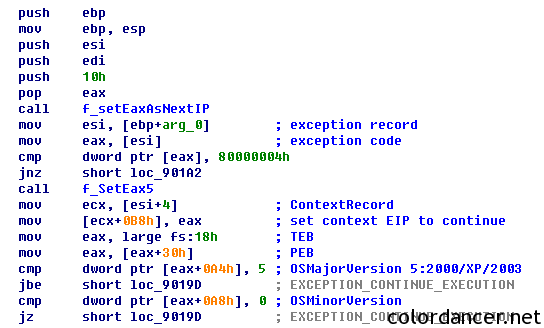 push ebp
mov ebp, esp
push esi
push edi
push 10h
pop eax
call f_setEaxAsNextIP
mov esi, [ebp+arg_0] ; exception record
mov eax, [esi] ; exception code
cmp dword ptr [eax], 80000004h
jnz short loc_901A2
call f_SetEax5
mov ecx, [esi+4] ; ContextRecord
mov [ecx+0B8h], eax ; set context EIP to continue
mov eax, large fs:18h ; TEB
mov eax, [eax+30h] ; PEB
cmp dword ptr [eax+0A4h], 5 ; OSMajorVersion 5:2000/XP/2003
jbe short loc_9019D ; EXCEPTION_CONTINUE_EXECUTION
cmp dword ptr [eax+0A8h], 0 ; OSMinorVersion
jz short loc_9019D ; EXCEPTION_CONTINUE_EXECUTION
colordancer.net